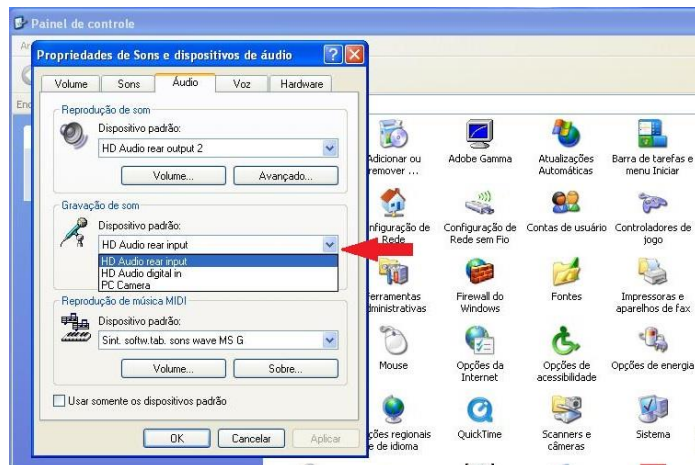 Painel de controle
Propriedades de Sons e dispositivos de áudio
Volume
Sons
Áudio
Voz
Hardware
Reprodução de som
Dispositivo padrão:
HD Audio rear output 2
Volume...
Avançado...
Gravação de som
Dispositivo padrão:
HD Audio rear input
HD Audio rear input
HD Audio digital in
PC Camera
Reprodução de música MIDI
Dispositivo padrão:
Sint. softw.tab. sons wave MS G
Volume...
Sobre...
Usar somente os dispositivos padrão
OK
Cancelar
Aplicar
Adicionar ou
remover ...
Adobe Gamma
Atualizações
Automáticas
Barra de tarefas e
menu Iniciar
nfiguração de
Rede
Configuração de
Rede sem Fio
Contas de usuário
Controladores de
jogo
erramentas
dministrativas
Firewall do
Windows
Fontes
Impressoras e
aparelhos de fax
Mouse
Opções da
Internet
Opções de
acessibilidade
Opções de energia
ções regionais
e de idioma
QuickTime
Scanners e
câmeras
Sistema